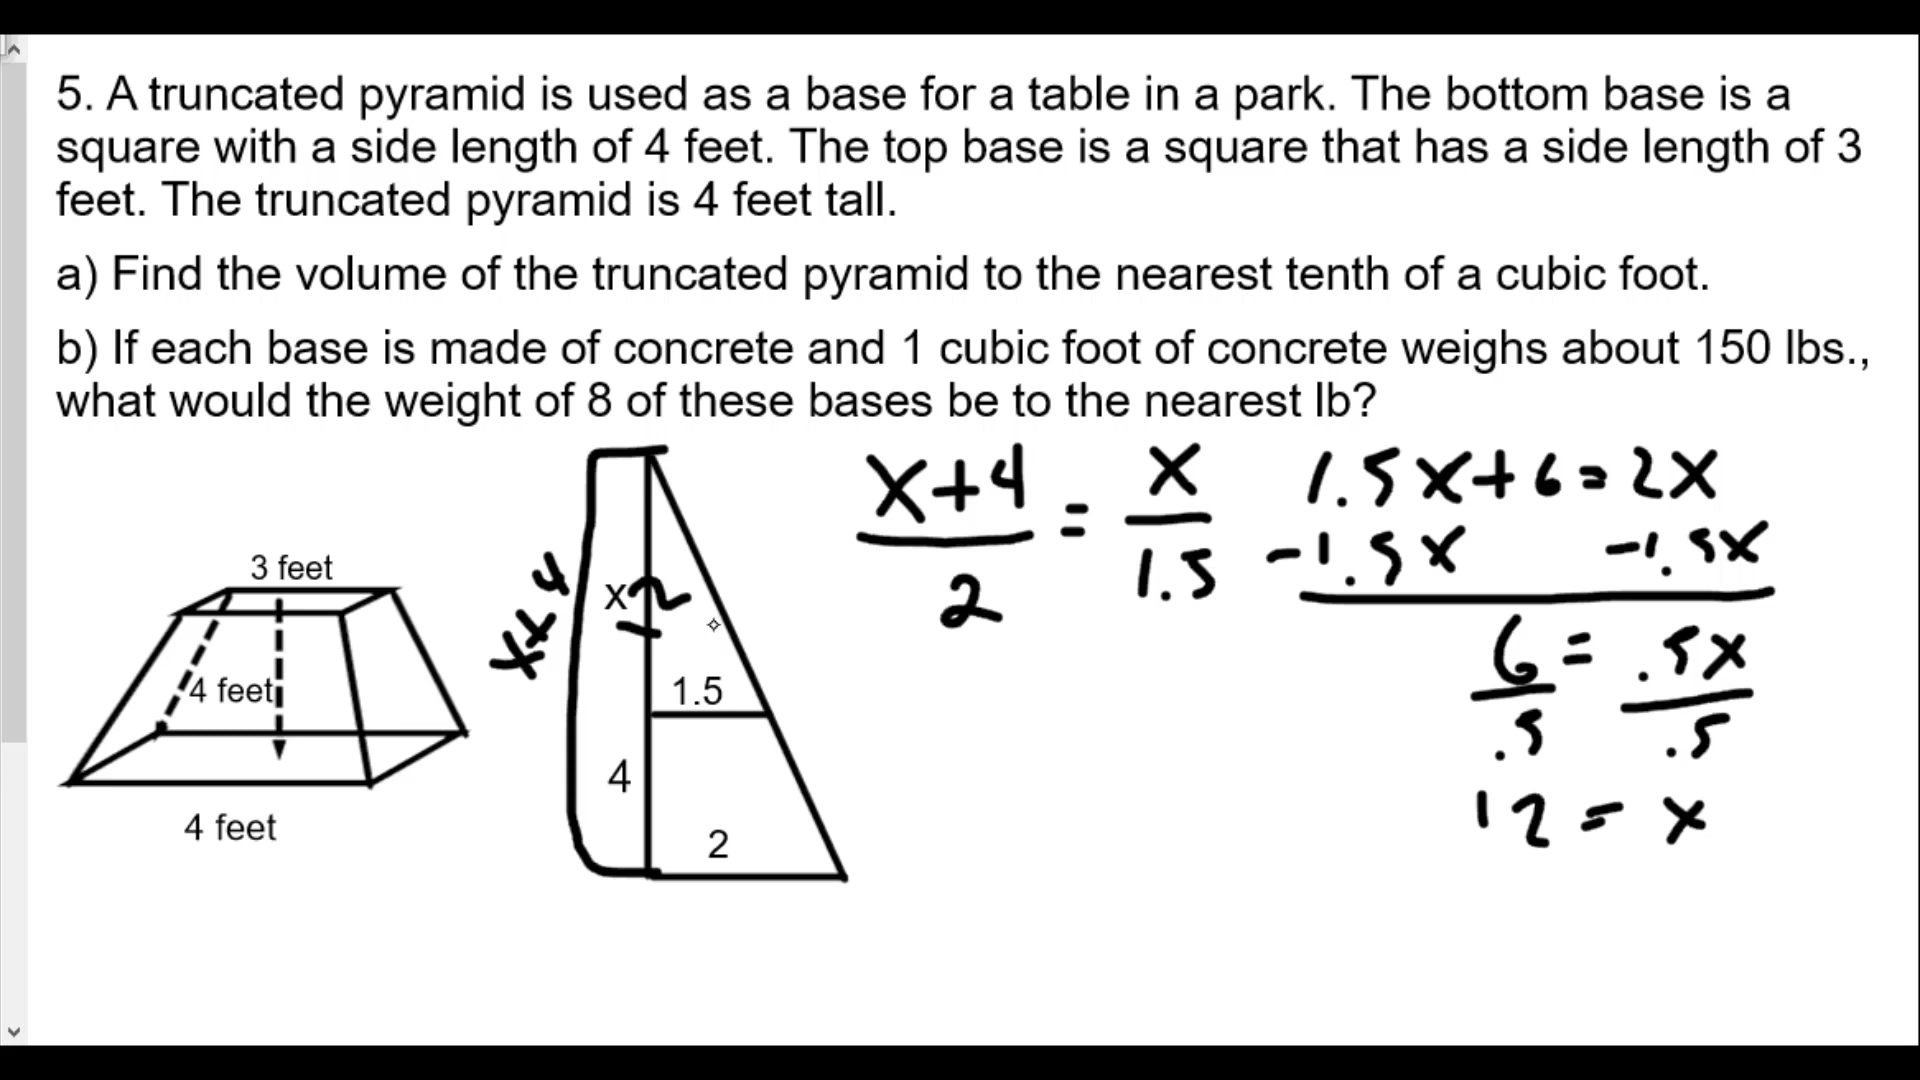 5. A truncated pyramid is used as a base for a table in a park. The bottom base is a
square with a side length of 4 feet. The top base is a square that has a side length of 3
feet. The truncated pyramid is 4 feet tall.
a) Find the volume of the truncated pyramid to the nearest tenth of a cubic foot.
b) If each base is made of concrete and 1 cubic foot of concrete weighs about 150 lbs.,
what would the weight of 8 of these bases be to the nearest lb?
3 feet
4 feet
4 feet
x+4
x
12
1.5
4
2
x+4
2
=
x
1.5
1.5x+6=2x
-1.5x -1.5x
6 = .5x
.5 .5
12 = x